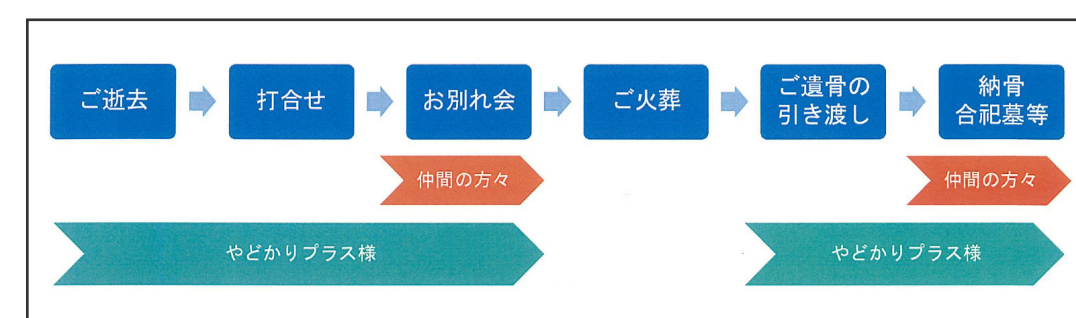 ご逝去
打合せ
お別れ会
ご火葬
ご遺骨の
引き渡し
納骨
合祀墓等
仲間の方々
仲間の方々
やどかりプラス様
やどかりプラス様